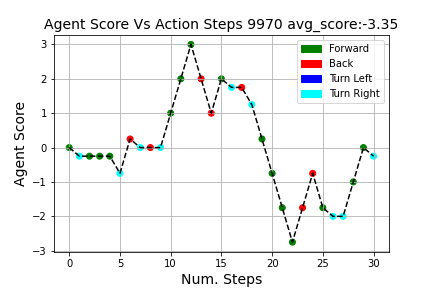 Agent Score Vs Action Steps 9970 avg_score:-3.35
3
2
1
0
−1
−2
−3
Agent Score
Forward
Back
Turn Left
Turn Right
0 5 10 15 20 25 30
Num. Steps